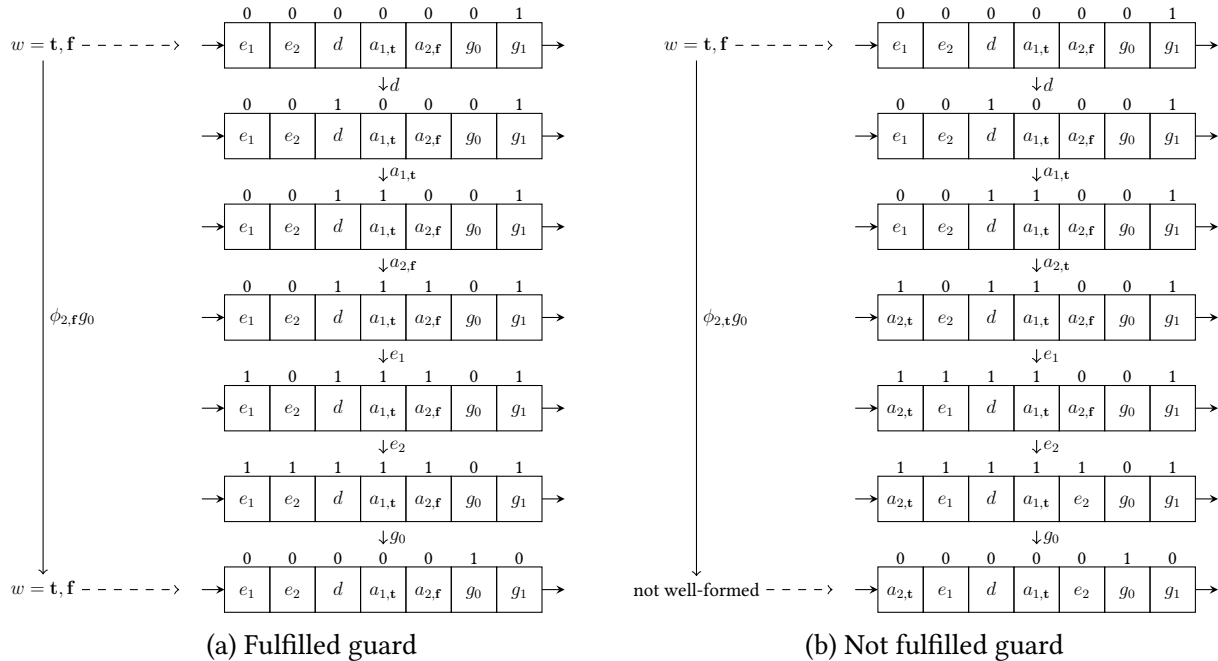 0 0 0 0 0 0 1
w = t, f e₁ e₂ d a₁,t a₂,f g₀ g₁
d
0 0 1 0 0 0 1
e₁ e₂ d a₁,t a₂,f g₀ g₁
a₁,t
0 0 1 1 0 0 1
e₁ e₂ d a₁,t a₂,f g₀ g₁
a₂,f
0 0 1 1 1 0 1
ϕ₂,f g₀ e₁ e₂ d a₁,t a₂,f g₀ g₁
e₁
1 0 1 1 1 0 1
e₁ e₂ d a₁,t a₂,f g₀ g₁
e₂
1 1 1 1 1 0 1
e₁ e₂ d a₁,t a₂,f g₀ g₁
g₀
0 0 0 0 0 1 0
w = t, f e₁ e₂ d a₁,t a₂,f g₀ g₁
(a) Fulfilled guard
0 0 0 0 0 0 1
w = t, f e₁ e₂ d a₁,t a₂,f g₀ g₁
d
0 0 1 0 0 0 1
e₁ e₂ d a₁,t a₂,f g₀ g₁
a₁,t
0 0 1 1 0 0 1
e₁ e₂ d a₁,t a₂,f g₀ g₁
a₂,t
1 0 1 1 0 0 1
ϕ₂,t g₀ a₂,t e₂ d a₁,t a₂,f g₀ g₁
e₁
1 1 1 1 0 0 1
a₂,t e₁ d a₁,t a₂,f g₀ g₁
e₂
1 1 1 1 1 0 1
a₂,t e₁ d a₁,t e₂ g₀ g₁
g₀
0 0 0 0 0 1 0
not well-formed a₂,t e₁ d a₁,t e₂ g₀ g₁
(b) Not fulfilled guard